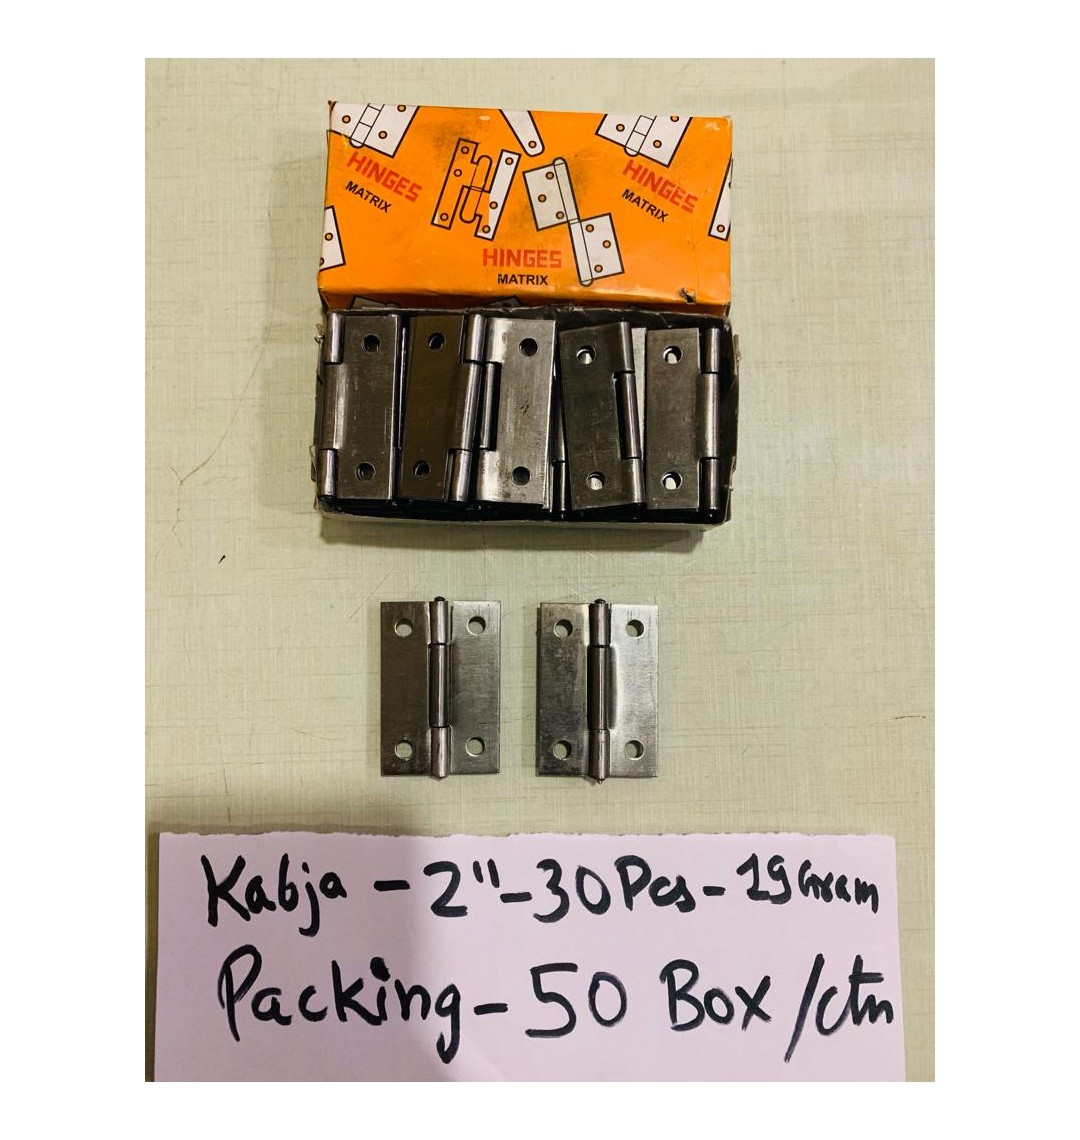 HINGES
MATRIX
HINGES
MATRIX
HINGES
MATRIX
Kabja - 2" - 30 Pcs - 19 Gram
Packing - 50 Box /ctn